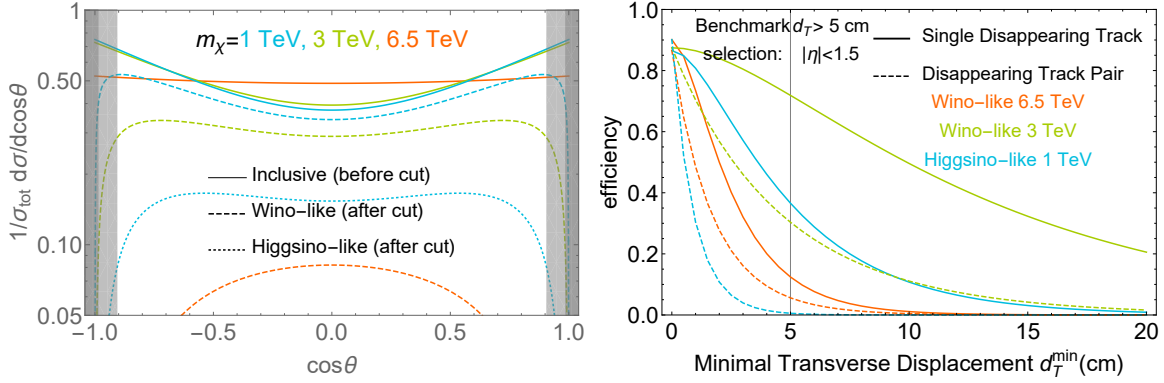 1/σ_tot dσ/dcosθ
1
0.50
0.10
0.05
m_χ=1 TeV, 3 TeV, 6.5 TeV
Inclusive (before cut)
Wino-like (after cut)
Higgsino-like (after cut)
-1.0 -0.5 0.0 0.5 1.0
cosθ
efficiency
1.0
0.8
0.6
0.4
0.2
0.0
Benchmark d_T> 5 cm
selection: |η|<1.5
Single Disappearing Track
Disappearing Track Pair
Wino-like 6.5 TeV
Wino-like 3 TeV
Higgsino-like 1 TeV
0 5 10 15 20
Minimal Transverse Displacement d_T^min(cm)